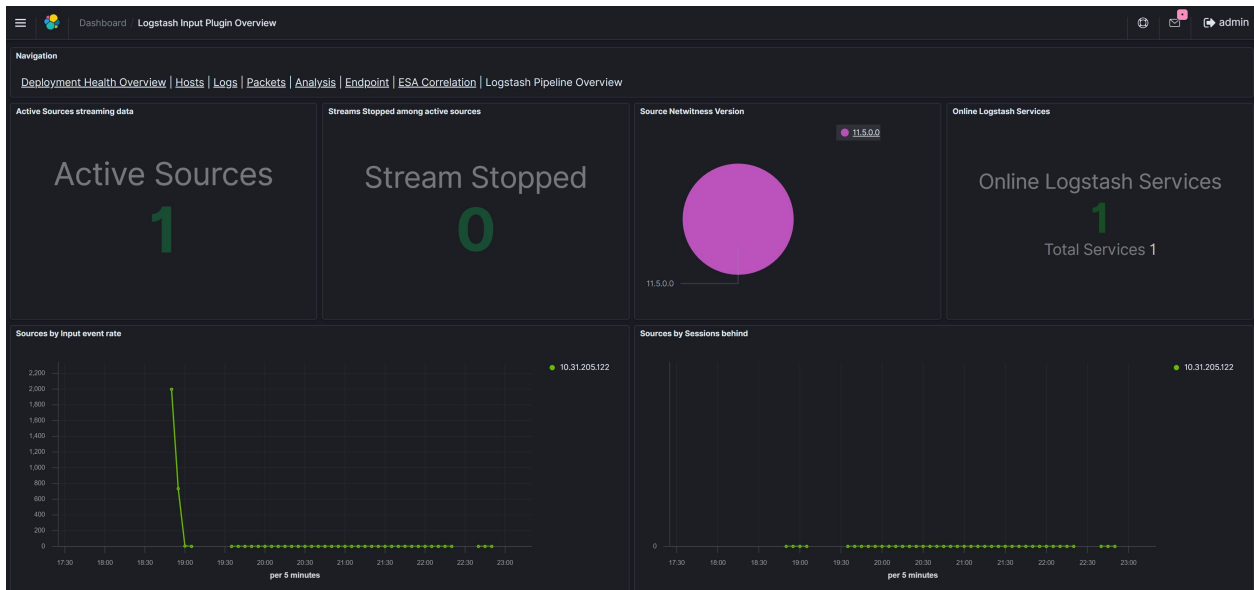 Dashboard / Logstash Input Plugin Overview
admin
Navigation
Deployment Health Overview | Hosts | Logs | Packets | Analysis | Endpoint | ESA Correlation | Logstash Pipeline Overview
Active Sources streaming data
Active Sources
1
Streams Stopped among active sources
Stream Stopped
0
Source Netwitness Version
11.5.0.0
11.5.0.0
Online Logstash Services
Online Logstash Services
1
Total Services 1
Sources by Input event rate
10.31.205.122
2,200
2,000
1,800
1,600
1,400
1,200
1,000
800
600
400
200
0
17:30 18:00 18:30 19:00 19:30 20:00 20:30 21:00 21:30 22:00 22:30 23:00
per 5 minutes
Sources by Sessions behind
10.31.205.122
0
17:30 18:00 18:30 19:00 19:30 20:00 20:30 21:00 21:30 22:00 22:30 23:00
per 5 minutes